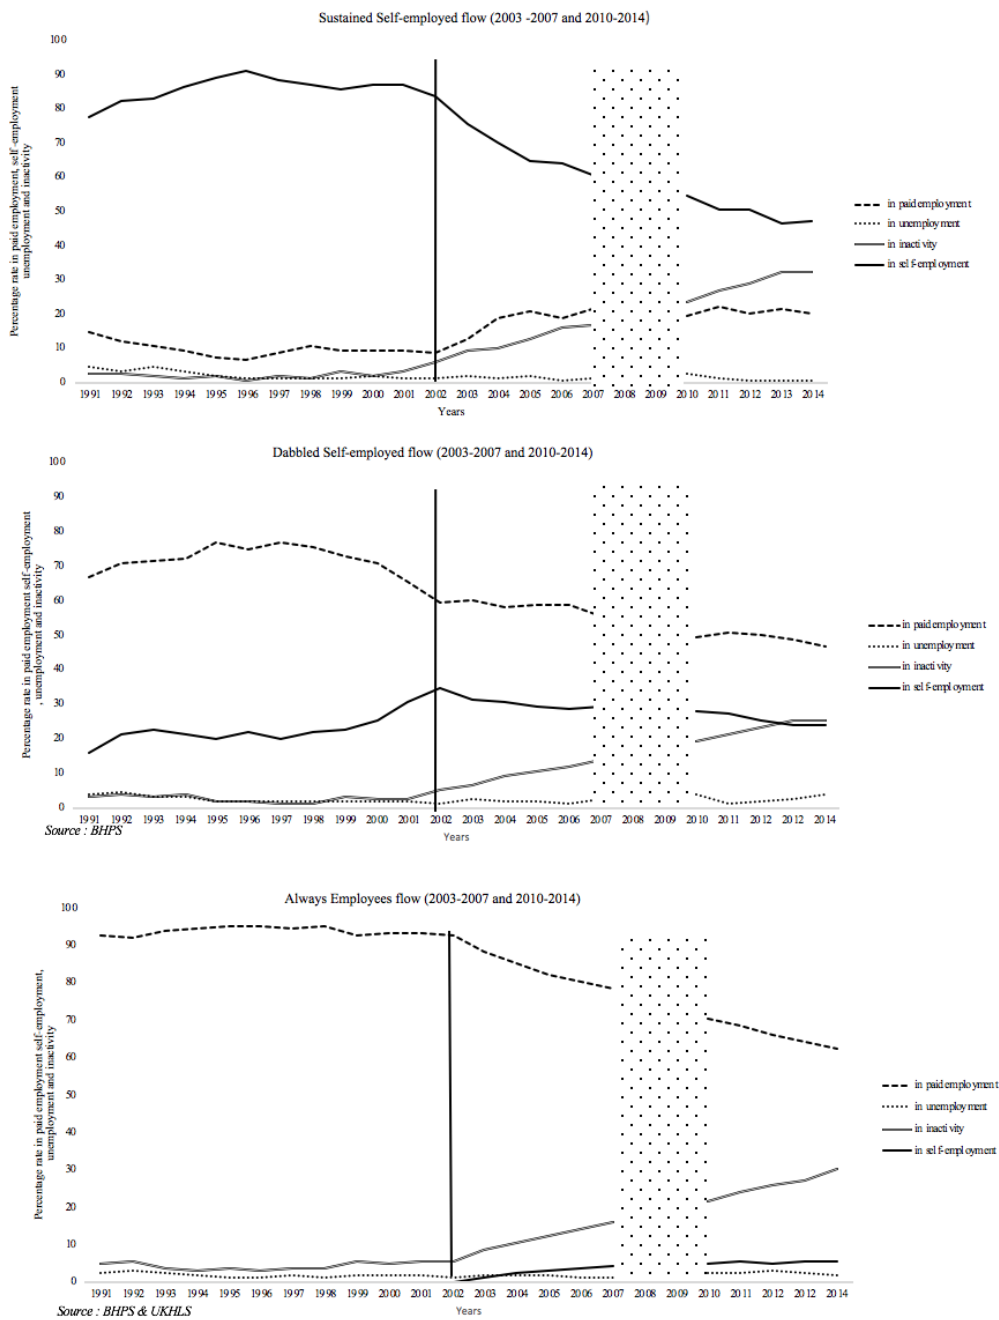 Sustained Self-employed flow (2003 -2007 and 2010-2014)
100
90
80
70
60
50
40
30
20
10
0
Percentage rate in paid employment, self-employment
unemployment and inactivity
1991 1992 1993 1994 1995 1996 1997 1998 1999 2000 2001 2002 2003 2004 2005 2006 2007 2008 2009 2010 2011 2012 2013 2014
Years
in paid employment
in unemployment
in inactivity
in self-employment
Dabbled Self-employed flow (2003-2007 and 2010-2014)
100
90
80
70
60
50
40
30
20
10
0
Percentage rate in paid employment self-employment
, unemployment and inactivity
1991 1992 1993 1994 1995 1996 1997 1998 1999 2000 2001 2002 2003 2004 2005 2006 2007 2008 2009 2010 2011 2012 2013 2014
Source : BHPS
Years
in paid employment
in unemployment
in inactivity
in self-employment
Always Employees flow (2003-2007 and 2010-2014)
100
90
80
70
60
50
40
30
20
10
0
Percentage rate in paid employment self-employment,
unemployment and inactivity
1991 1992 1993 1994 1995 1996 1997 1998 1999 2000 2001 2002 2003 2004 2005 2006 2007 2008 2009 2010 2011 2012 2013 2014
Source : BHPS & UKHLS
Years
in paid employment
in unemployment
in inactivity
in self-employment